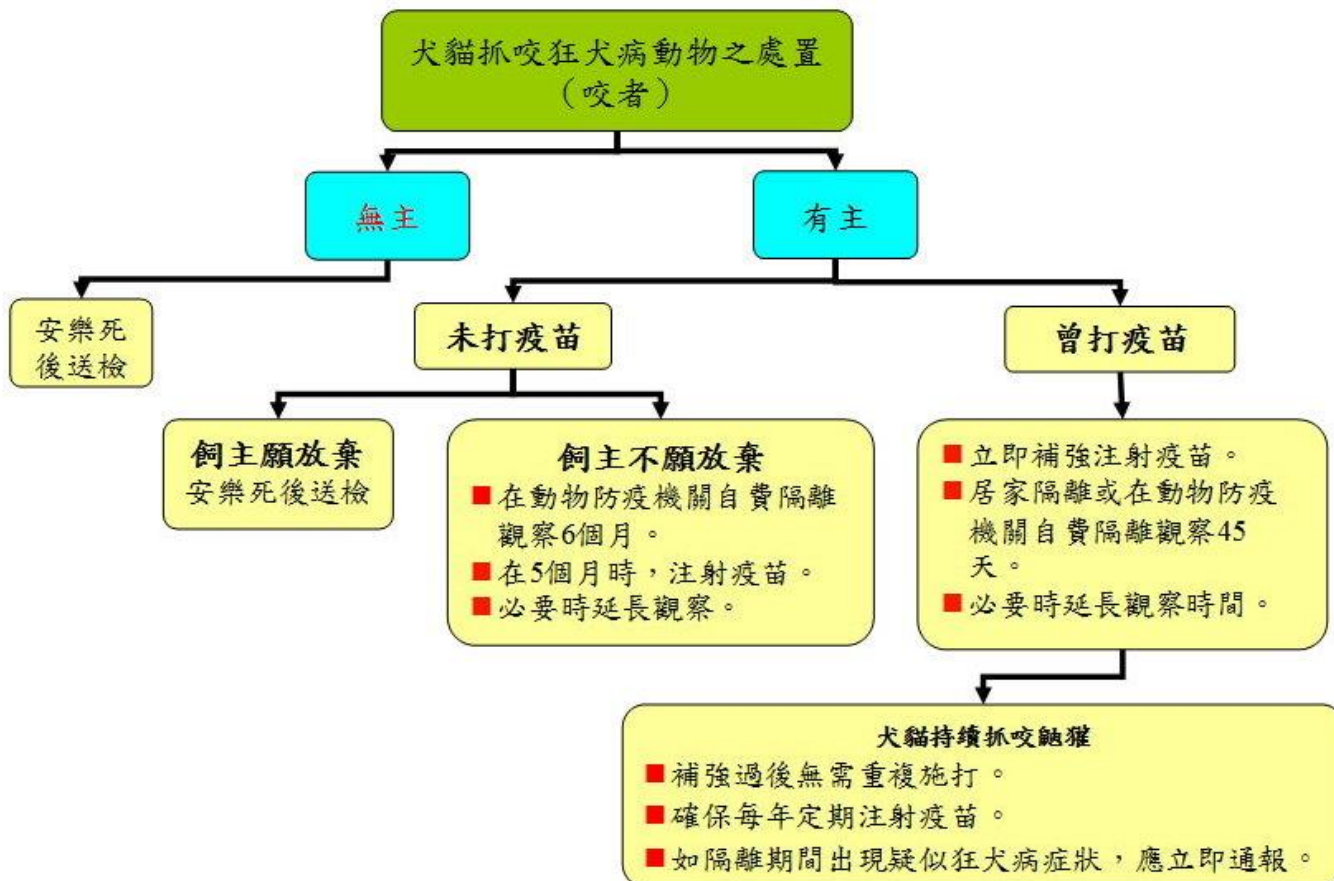 犬貓抓咬狂犬病動物之處置
（咬者）
無主
有主
安樂死
後送檢
未打疫苗
曾打疫苗
飼主願放棄
安樂死後送檢
飼主不願放棄
在動物防疫機關自費隔離
觀察6個月。
在5個月時，注射疫苗。
必要時延長觀察。
立即補強注射疫苗。
居家隔離或在動物防疫
機關自費隔離觀察45
天。
必要時延長觀察時間。
犬貓持續抓咬鼬獾
補強過後無需重複施打。
確保每年定期注射疫苗。
如隔離期間出現疑似狂犬病症狀，應立即通報。